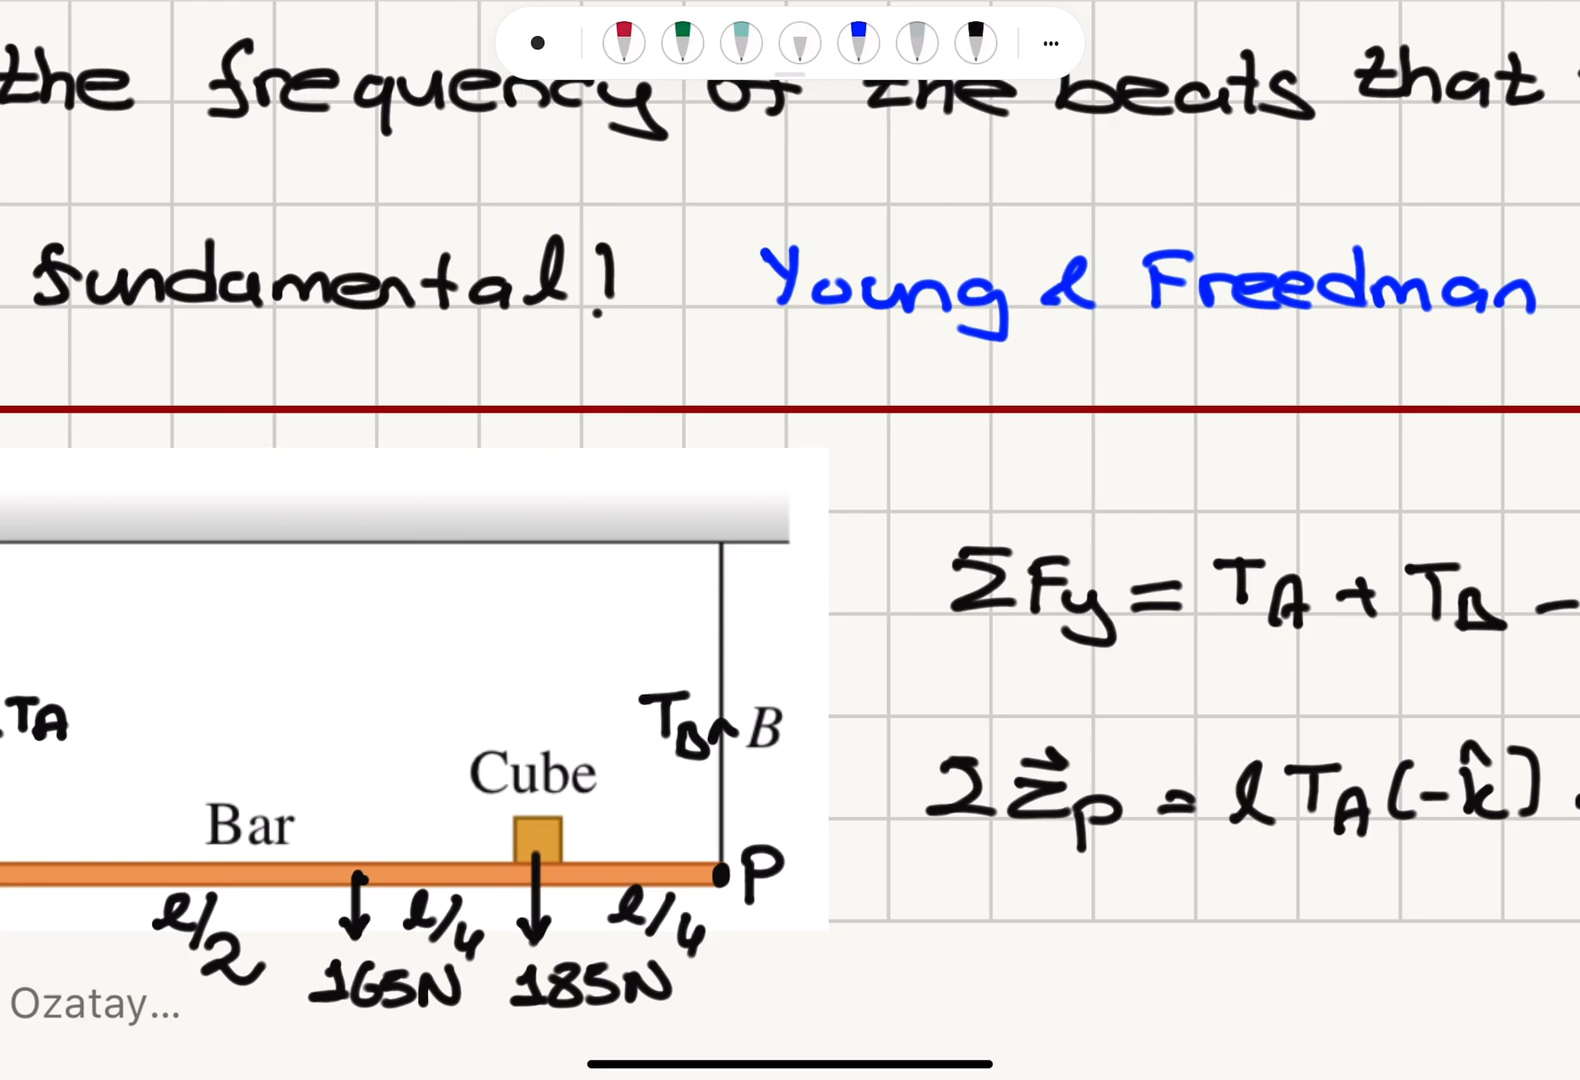 the frequency of the beats that
fundamental! Young & Freedman
ΣFy = TA + TB -
TA
TB B
Cube
Στ⃗p = l TA (-k̂)
Bar
P
l/2 l/4 l/4
165N 185N
Ozatay...